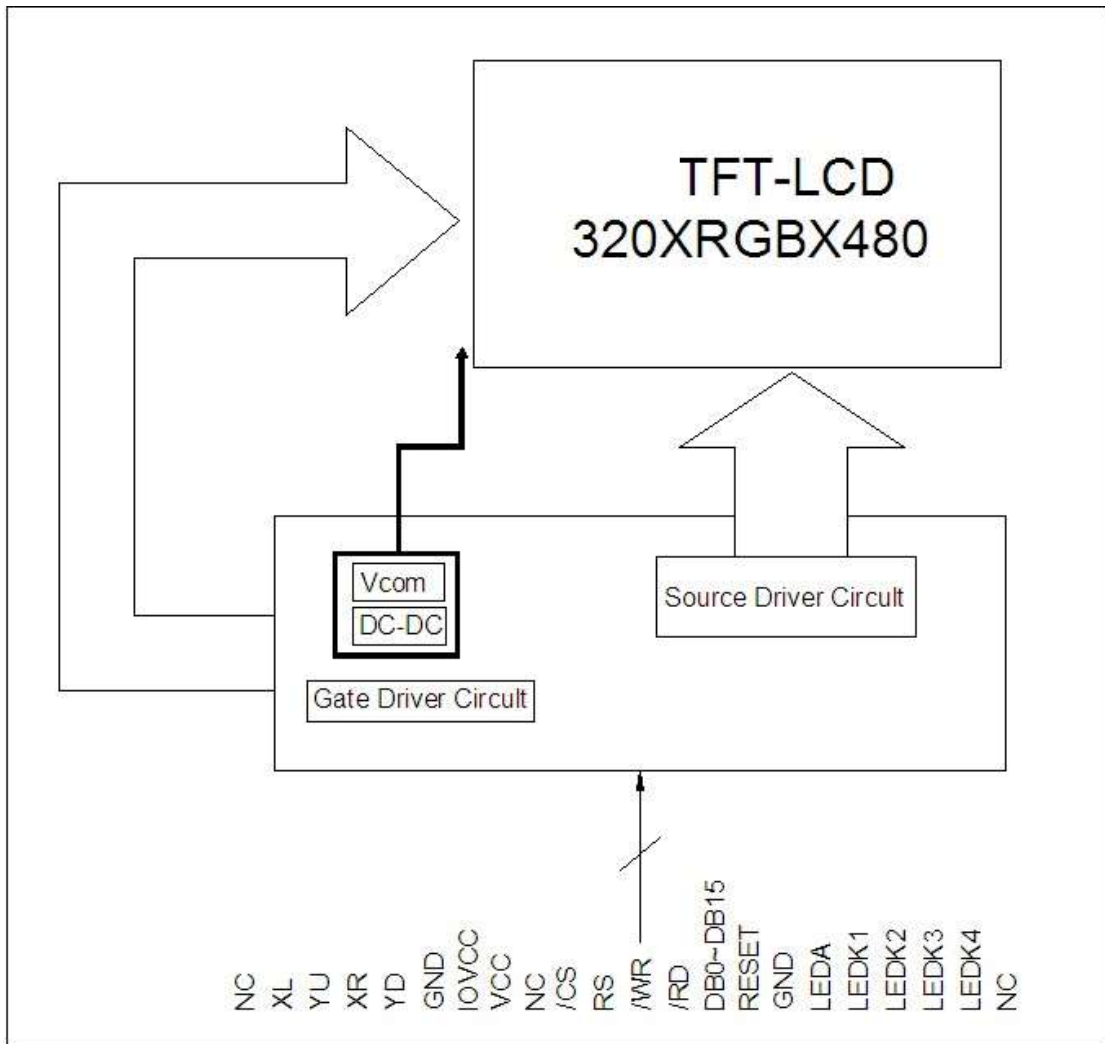 TFT-LCD
320XRGBX480
Vcom
DC-DC
Source Driver Circult
Gate Driver Circult
NC
XL
YU
XR
YD
GND
IOVCC
VCC
NC
/CS
RS
/WR
/RD
DB0~DB15
RESET
GND
LEDA
LEDK1
LEDK2
LEDK3
LEDK4
NC